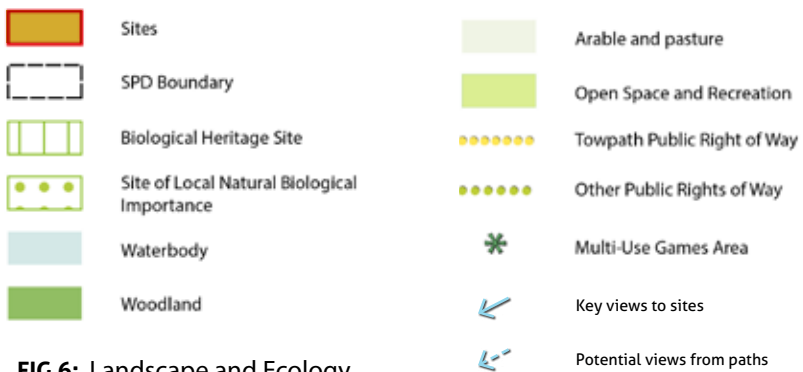 Sites
SPD Boundary
Biological Heritage Site
Site of Local Natural Biological
Importance
Waterbody
Woodland
Arable and pasture
Open Space and Recreation
Towpath Public Right of Way
Other Public Rights of Way
Multi-Use Games Area
Key views to sites
Potential views from paths
FIG 6: Landscape and Ecology